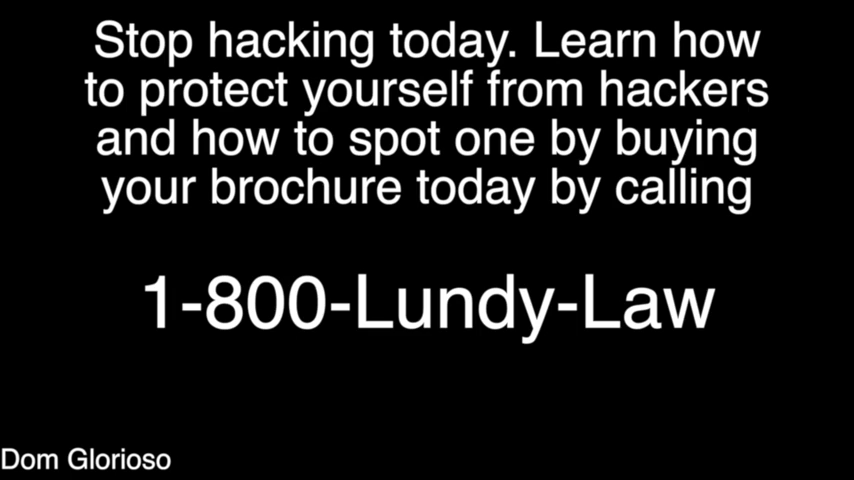 Stop hacking today. Learn how
to protect yourself from hackers
and how to spot one by buying
your brochure today by calling
1-800-Lundy-Law
Dom Glorioso